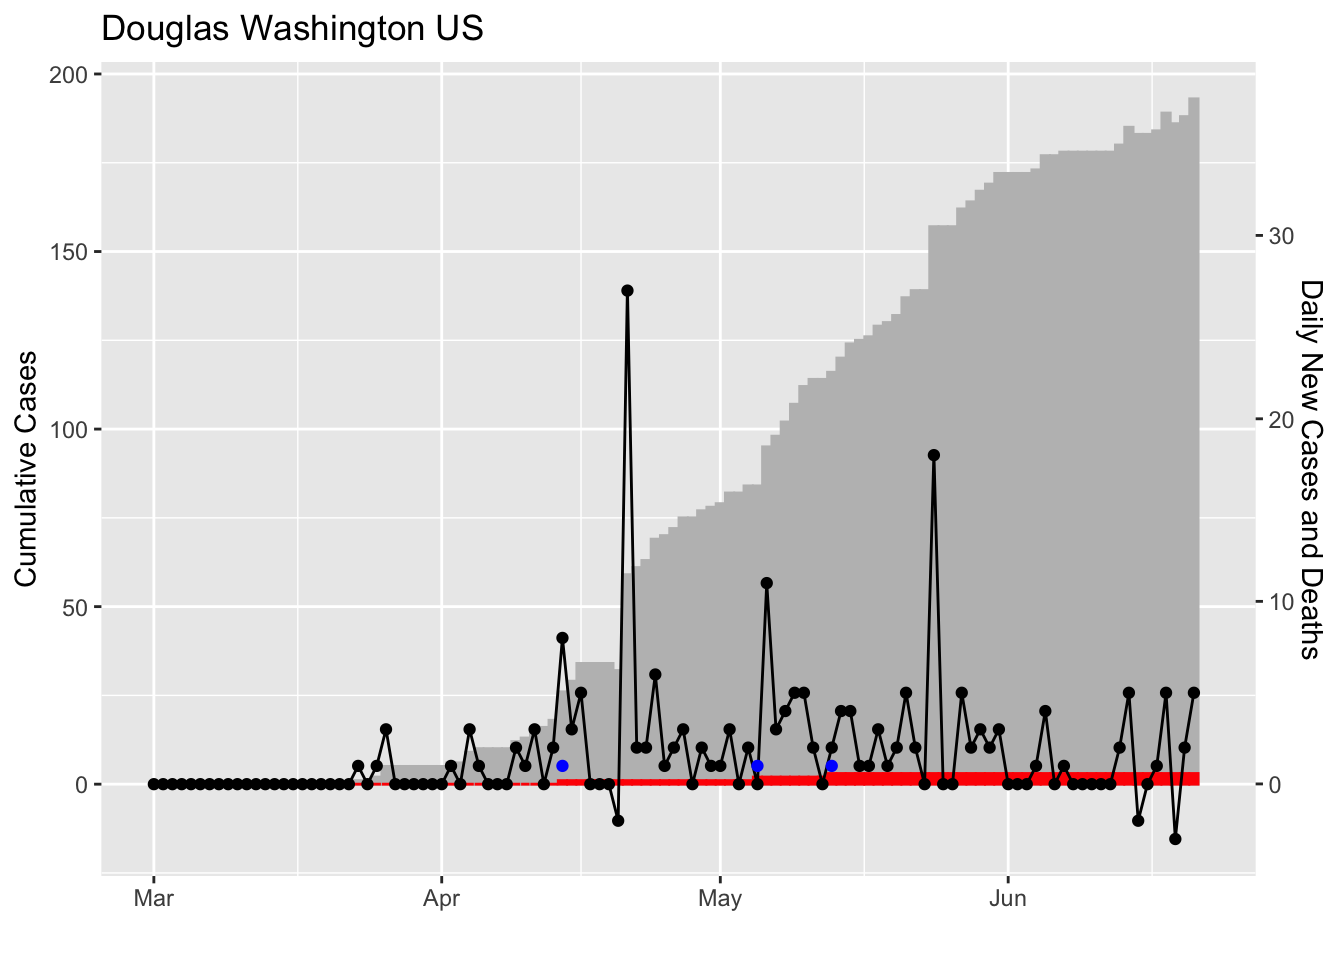 Douglas Washington US
200
150
100
50
0
Cumulative Cases
30
20
10
0
Daily New Cases and Deaths
Mar
Apr
May
Jun